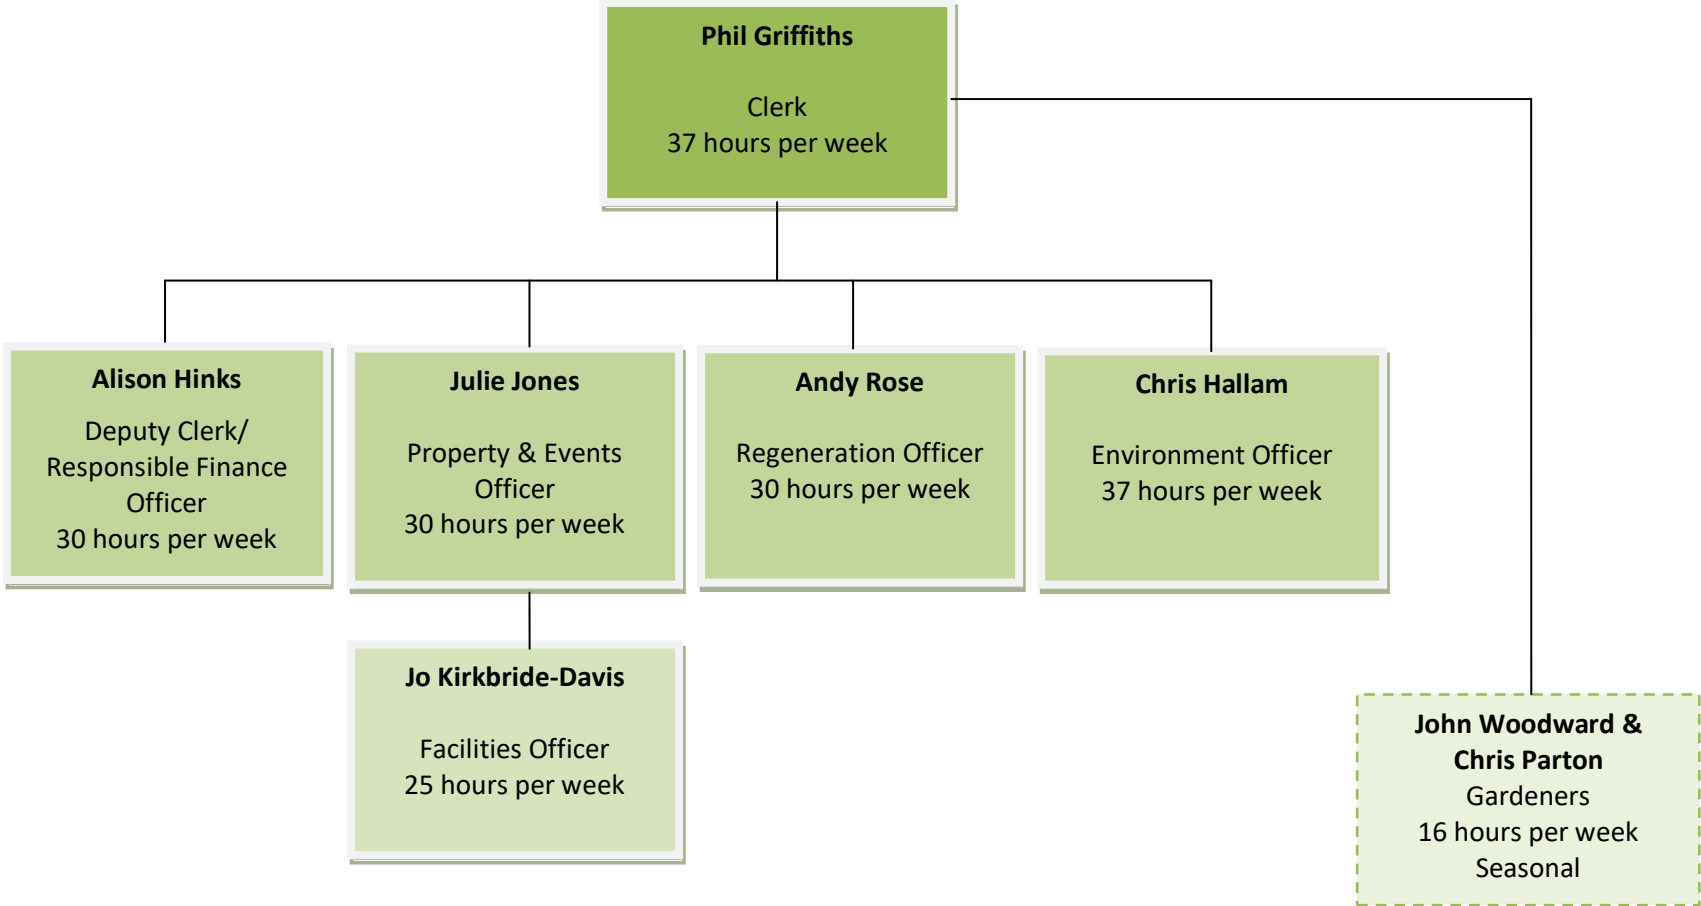 Phil Griffiths
Clerk
37 hours per week
Alison Hinks
Deputy Clerk/
Responsible Finance
Officer
30 hours per week
Julie Jones
Property & Events
Officer
30 hours per week
Andy Rose
Regeneration Officer
30 hours per week
Chris Hallam
Environment Officer
37 hours per week
Jo Kirkbride-Davis
Facilities Officer
25 hours per week
John Woodward &
Chris Parton
Gardeners
16 hours per week
Seasonal